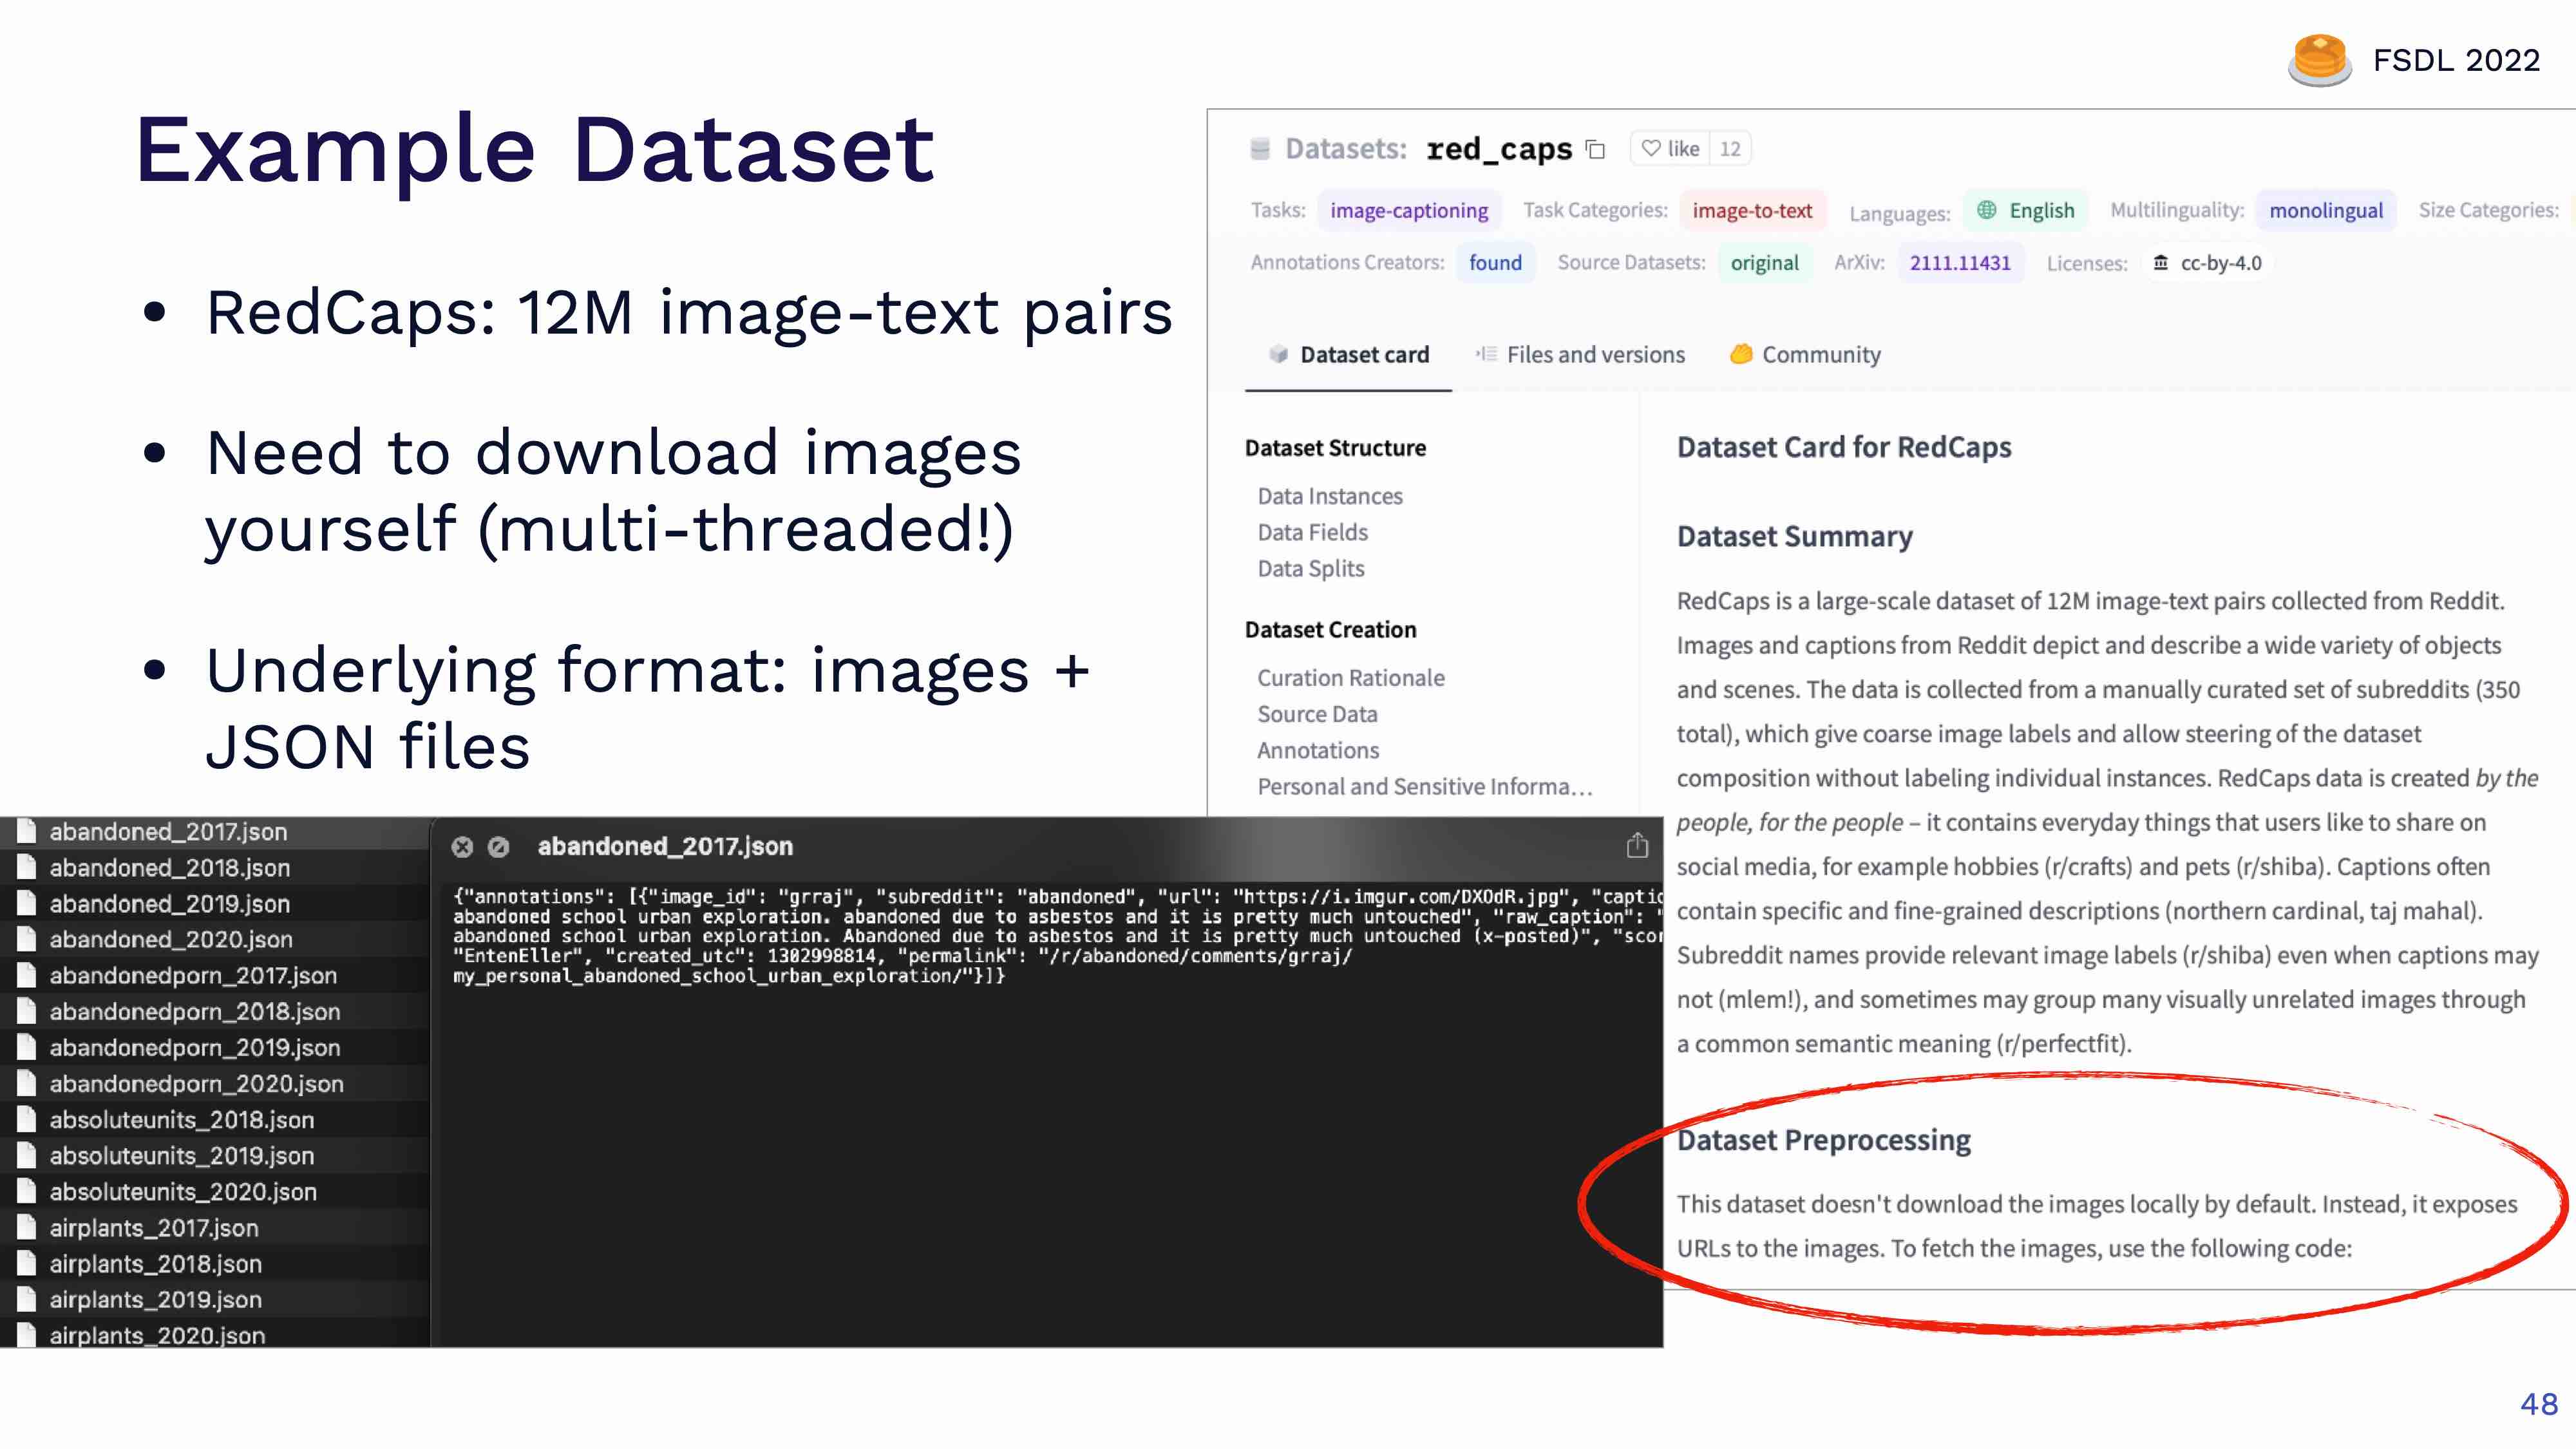 FSDL 2022
Example Dataset
• RedCaps: 12M image-text pairs
• Need to download images
yourself (multi-threaded!)
• Underlying format: images +
JSON files
Datasets: red_caps like 12
Tasks: image-captioning Task Categories: image-to-text Languages: English Multilinguality: monolingual Size Categories:
Annotations Creators: found Source Datasets: original ArXiv: 2111.11431 Licenses: cc-by-4.0
Dataset card Files and versions Community
Dataset Structure
Data Instances
Data Fields
Data Splits
Dataset Creation
Curation Rationale
Source Data
Annotations
Personal and Sensitive Informa…
Dataset Card for RedCaps
Dataset Summary
RedCaps is a large-scale dataset of 12M image-text pairs collected from Reddit.
Images and captions from Reddit depict and describe a wide variety of objects
and scenes. The data is collected from a manually curated set of subreddits (350
total), which give coarse image labels and allow steering of the dataset
composition without labeling individual instances. RedCaps data is created by the
people, for the people – it contains everyday things that users like to share on
social media, for example hobbies (r/crafts) and pets (r/shiba). Captions often
contain specific and fine-grained descriptions (northern cardinal, taj mahal).
Subreddit names provide relevant image labels (r/shiba) even when captions may
not (mlem!), and sometimes may group many visually unrelated images through
a common semantic meaning (r/perfectfit).
Dataset Preprocessing
This dataset doesn't download the images locally by default. Instead, it exposes
URLs to the images. To fetch the images, use the following code:
abandoned_2017.json
abandoned_2018.json
abandoned_2019.json
abandoned_2020.json
abandonedporn_2017.json
abandonedporn_2018.json
abandonedporn_2019.json
abandonedporn_2020.json
absoluteunits_2018.json
absoluteunits_2019.json
absoluteunits_2020.json
airplants_2017.json
airplants_2018.json
airplants_2019.json
airplants_2020.json
abandoned_2017.json
{"annotations": [{"image_id": "grraj", "subreddit": "abandoned", "url": "https://i.imgur.com/DXOdR.jpg", "captio
abandoned school urban exploration. abandoned due to asbestos and it is pretty much untouched", "raw_caption": "
abandoned school urban exploration. Abandoned due to asbestos and it is pretty much untouched (x-posted)", "scor
"EntenEller", "created_utc": 1302998814, "permalink": "/r/abandoned/comments/grraj/
my_personal_abandoned_school_urban_exploration/"}]}
48